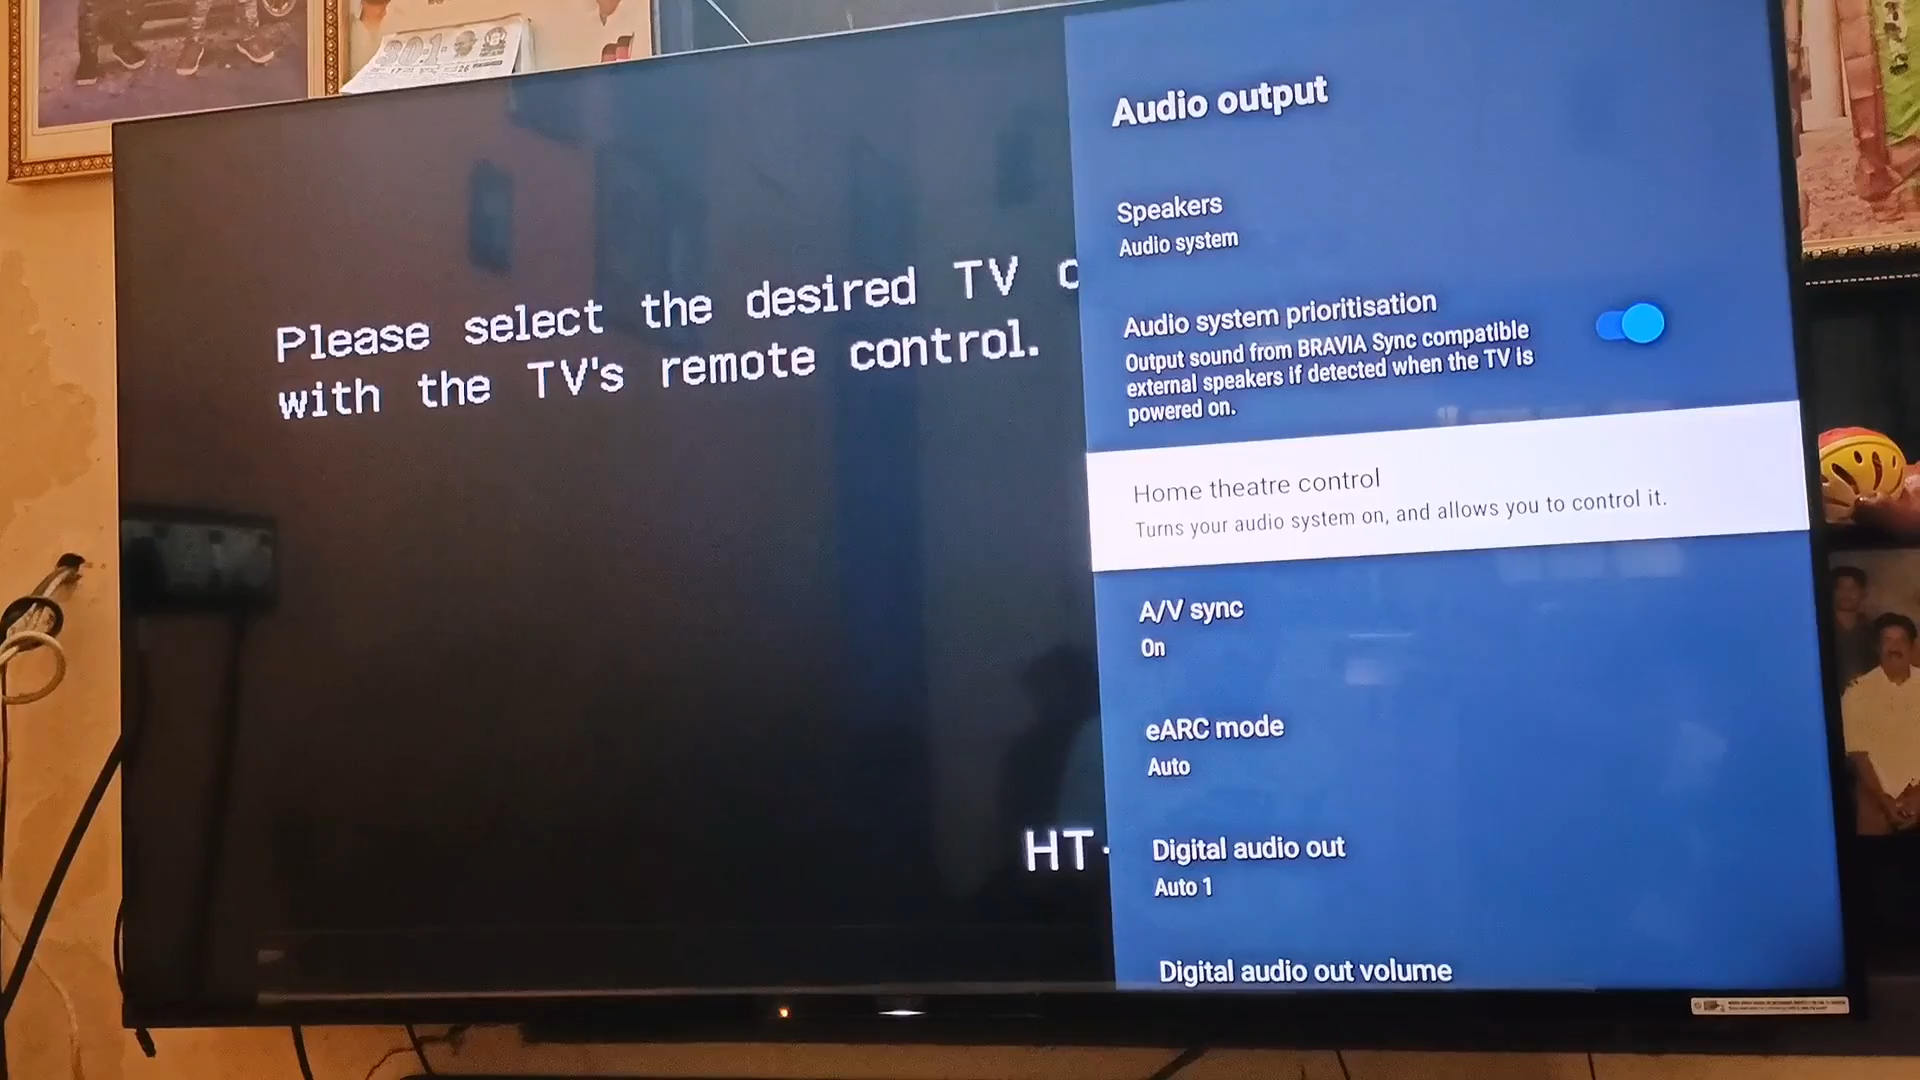 30-1
26
Audio output
Speakers
Audio system
Please select the desired TV c
with the TV's remote control.
Audio system prioritisation
Output sound from BRAVIA Sync compatible
external speakers if detected when the TV is
powered on.
Home theatre control
Turns your audio system on, and allows you to control it.
A/V sync
On
eARC mode
Auto
HT-
Digital audio out
Auto 1
Digital audio out volume